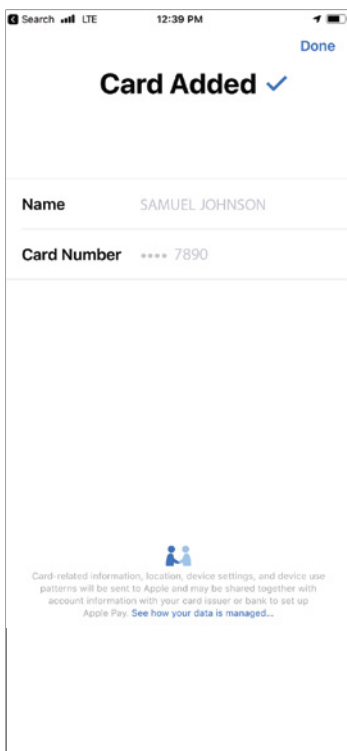 Search LTE 12:39 PM
Done
Card Added
Name SAMUEL JOHNSON
Card Number •••• 7890
Card-related information, location, device settings, and device use
patterns will be sent to Apple and may be shared together with
account information with your card issuer or bank to set up
Apple Pay. See how your data is managed...